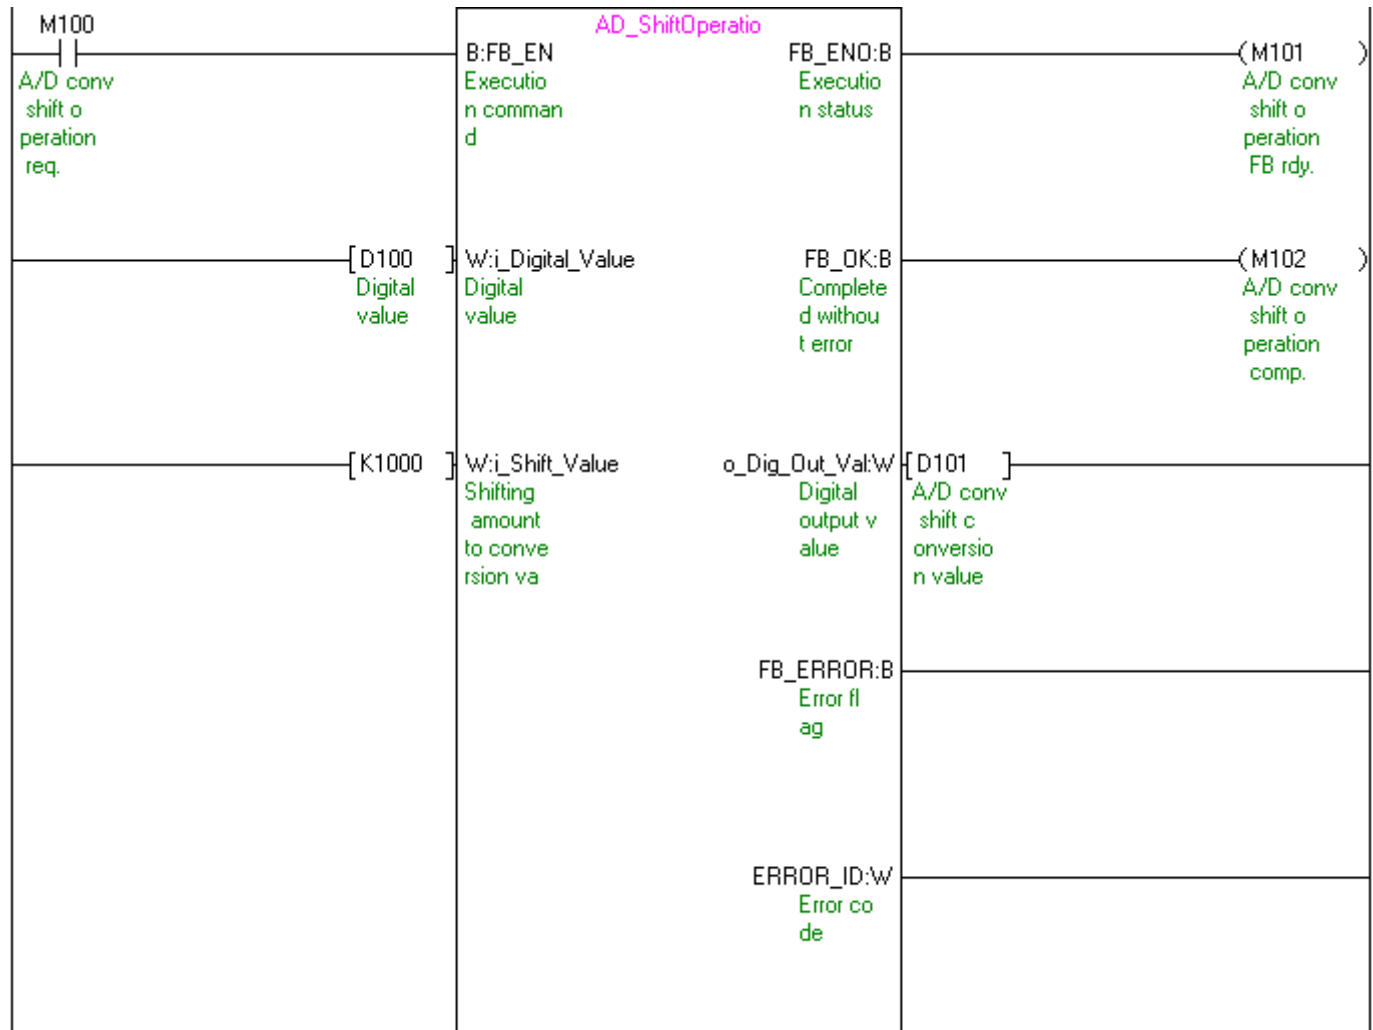 M100
AD_ShiftOperatio
B:FB_EN
FB_ENO:B
(M101 )
A/D conv
shift o
peration
req.
Executio
n comman
d
Executio
n status
A/D conv
shift o
peration
FB rdy.
[D100 ]
W:i_Digital_Value
FB_OK:B
(M102 )
Digital
value
Digital
value
Complete
d withou
t error
A/D conv
shift o
peration
comp.
[K1000 ]
W:i_Shift_Value
o_Dig_Out_Val:W
[D101 ]
Shifting
amount
to conve
rsion va
Digital
output v
alue
A/D conv
shift c
onversio
n value
FB_ERROR:B
Error fl
ag
ERROR_ID:W
Error co
de